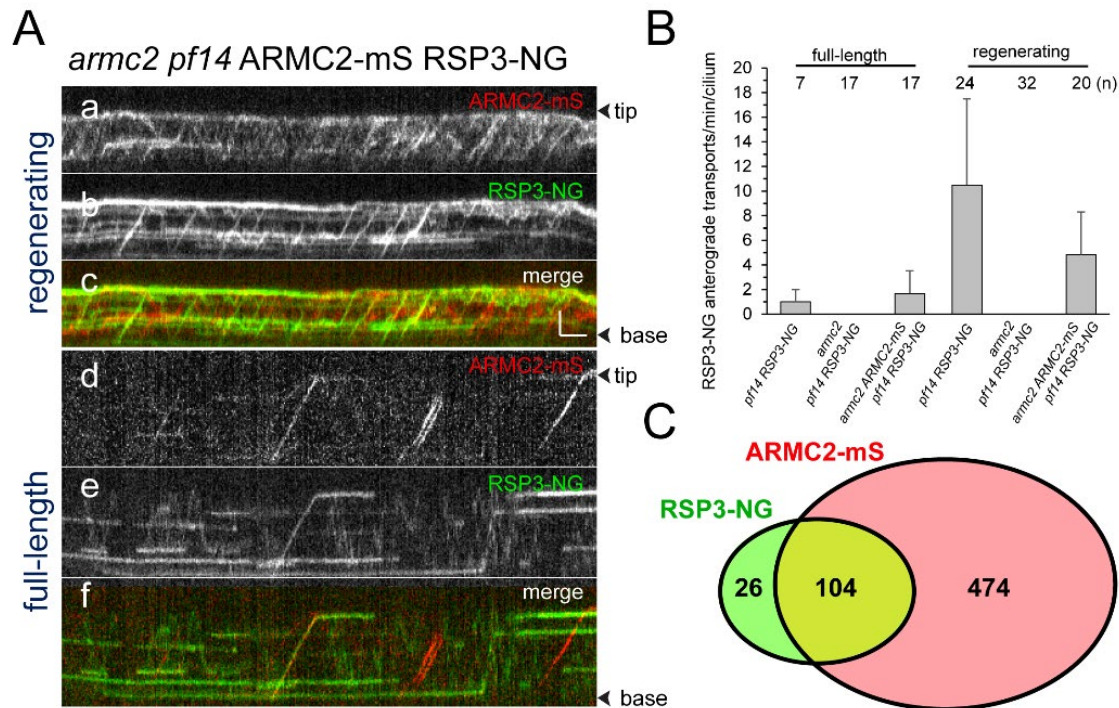 A
armc2 pf14 ARMC2-mS RSP3-NG
regenerating
a
ARMC2-mS
tip
b
RSP3-NG
c
merge
base
full-length
d
ARMC2-mS
tip
e
RSP3-NG
f
merge
base
B
RSP3-NG anterograde transports/min/cilium
full-length
regenerating
7 17 17 24 32 20 (n)
20
18
16
14
12
10
8
6
4
2
0
pf14 RSP3-NG
armc2
pf14 RSP3-NG
armc2 ARMC2-mS
pf14 RSP3-NG
pf14 RSP3-NG
armc2
pf14 RSP3-NG
armc2 ARMC2-mS
pf14 RSP3-NG
C
ARMC2-mS
RSP3-NG
26 104 474